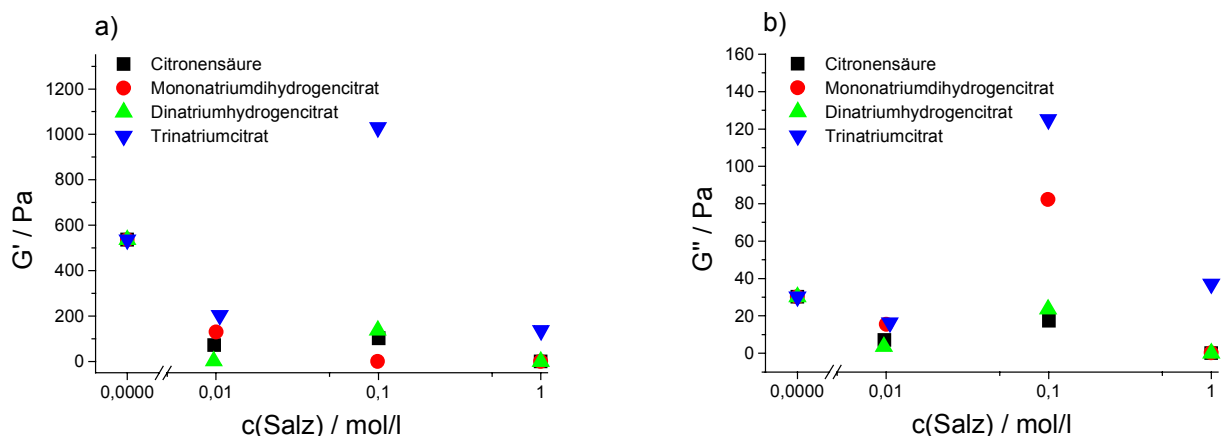 a)
Citronensäure
Mononatriumdihydrogencitrat
Dinatriumhydrogencitrat
Trinatriumcitrat
1200
1000
800
600
400
200
0
G' / Pa
0,0000
0,01
0,1
1
c(Salz) / mol/l
b)
Citronensäure
Mononatriumdihydrogencitrat
Dinatriumhydrogencitrat
Trinatriumcitrat
160
140
120
100
80
60
40
20
0
G'' / Pa
0,0000
0,01
0,1
1
c(Salz) / mol/l